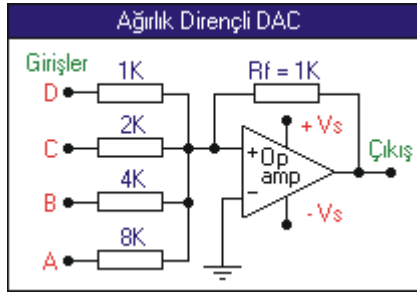 Ağırlık Dirençli DAC
Girişler
1K
Rf = 1K
D
2K
+ Vs
C
+
Op
amp
-
Çıkış
4K
B
- Vs
8K
A